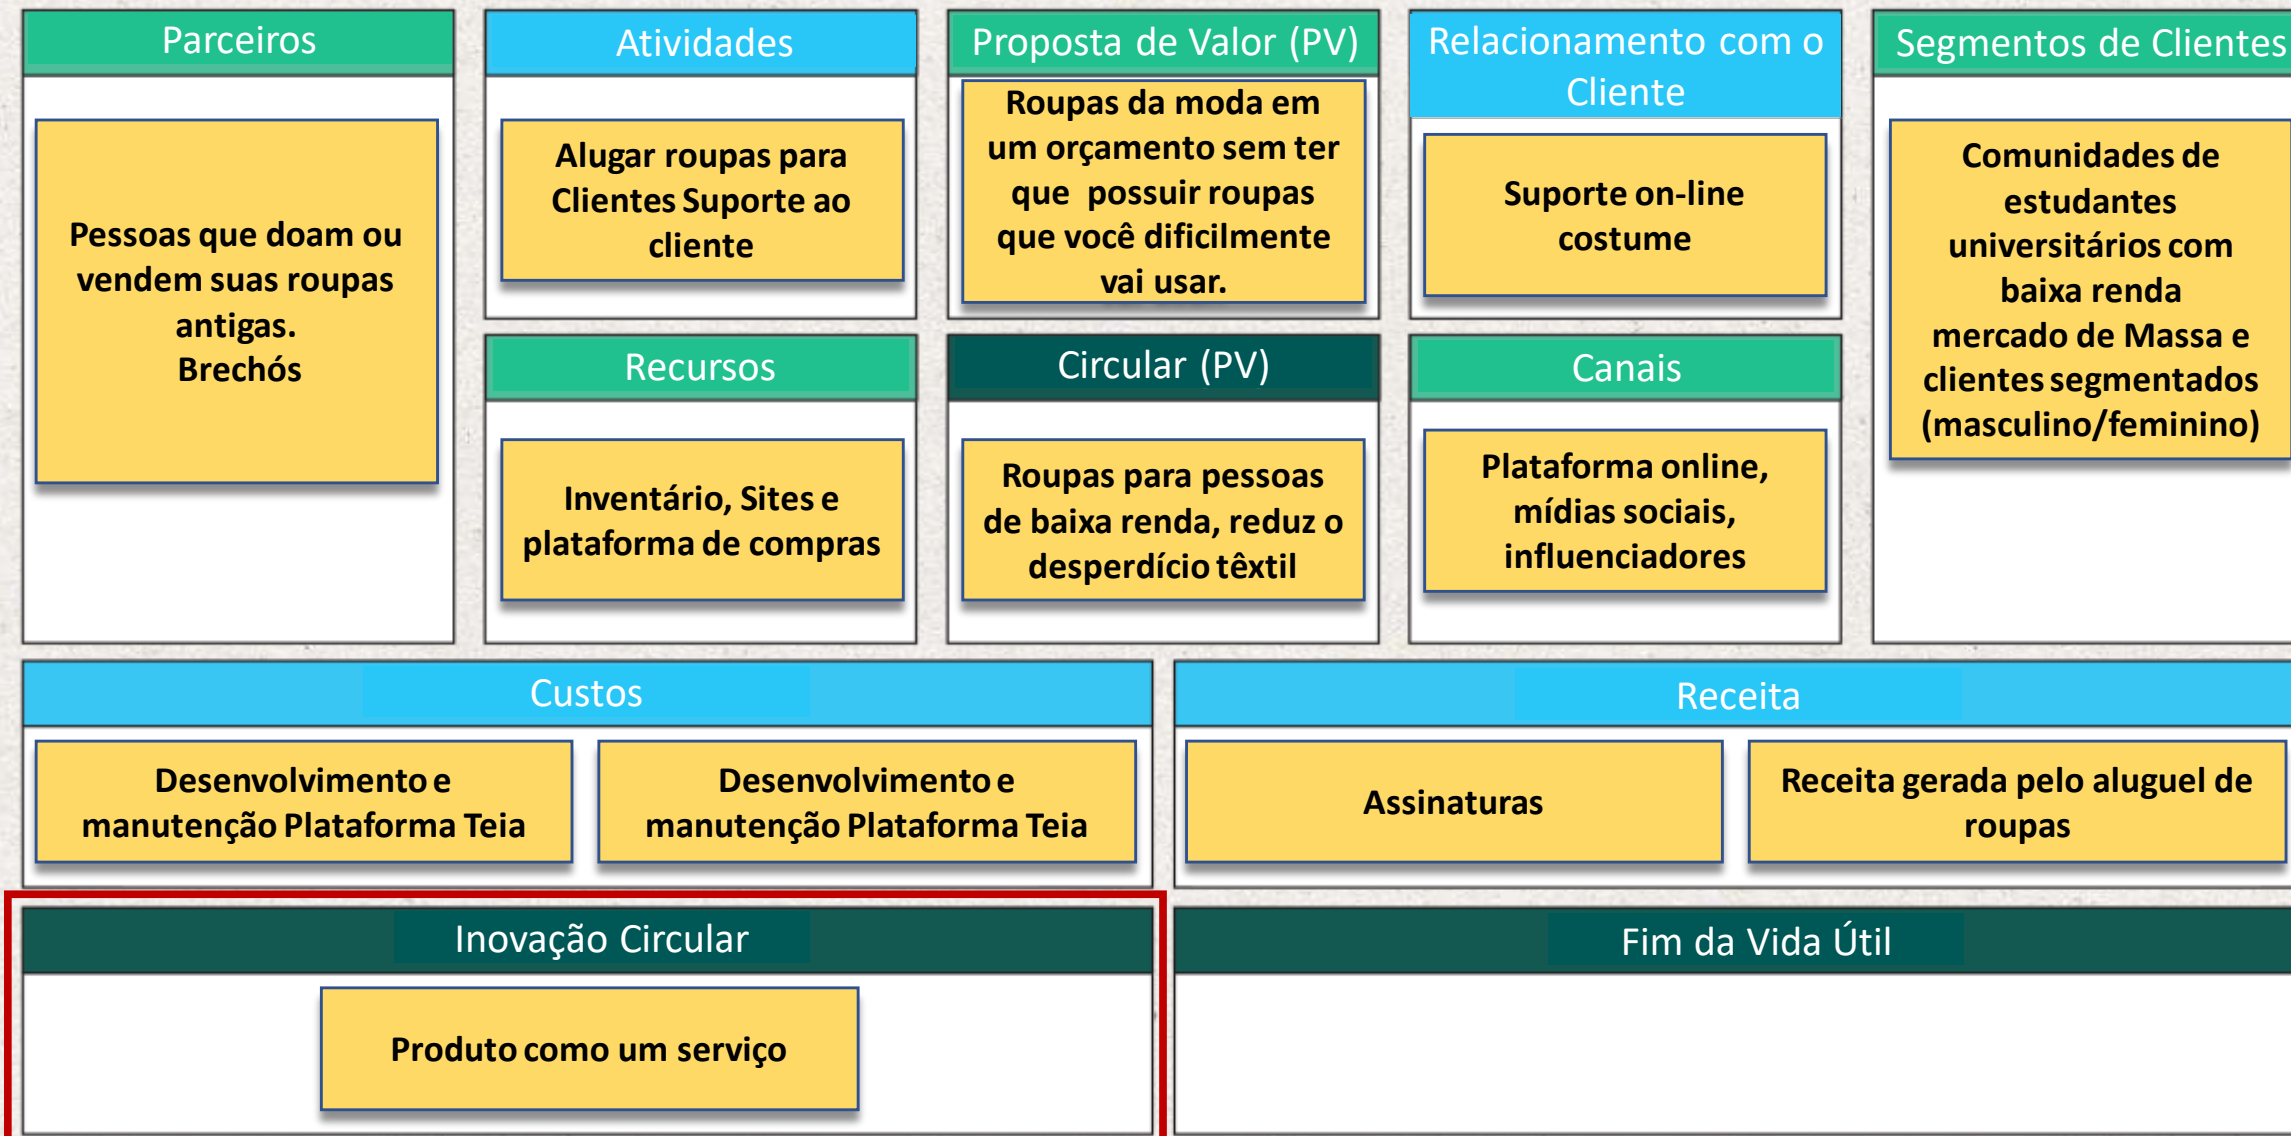 Parceiros
Pessoas que doam ou
vendem suas roupas
antigas.
Brechós
Atividades
Alugar roupas para
Clientes Suporte ao
cliente
Recursos
Inventário, Sites e
plataforma de compras
Proposta de Valor (PV)
Roupas da moda em
um orçamento sem ter
que possuir roupas
que você dificilmente
vai usar.
Circular (PV)
Roupas para pessoas
de baixa renda, reduz o
desperdício têxtil
Relacionamento com o
Cliente
Suporte on-line
costume
Canais
Plataforma online,
mídias sociais,
influenciadores
Segmentos de Clientes
Comunidades de
estudantes
universitários com
baixa renda
mercado de Massa e
clientes segmentados
(masculino/feminino)
Custos
Desenvolvimento e
manutenção Plataforma Teia
Desenvolvimento e
manutenção Plataforma Teia
Receita
Assinaturas
Receita gerada pelo aluguel de
roupas
Inovação Circular
Produto como um serviço
Fim da Vida Útil